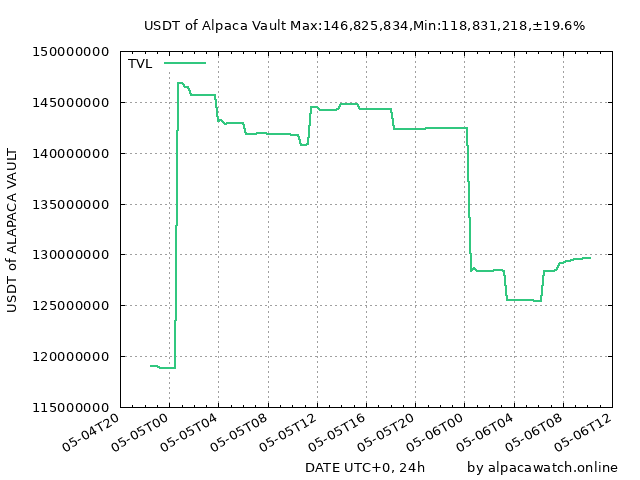 USDT of Alpaca Vault Max:146,825,834,Min:118,831,218,±19.6%
TVL
150000000
145000000
140000000
135000000
130000000
125000000
120000000
115000000
USDT of ALAPACA VAULT
05-04T20
05-05T00
05-05T04
05-05T08
05-05T12
05-05T16
05-05T20
05-06T00
05-06T04
05-06T08
05-06T12
DATE UTC+0, 24h
by alpacawatch.online